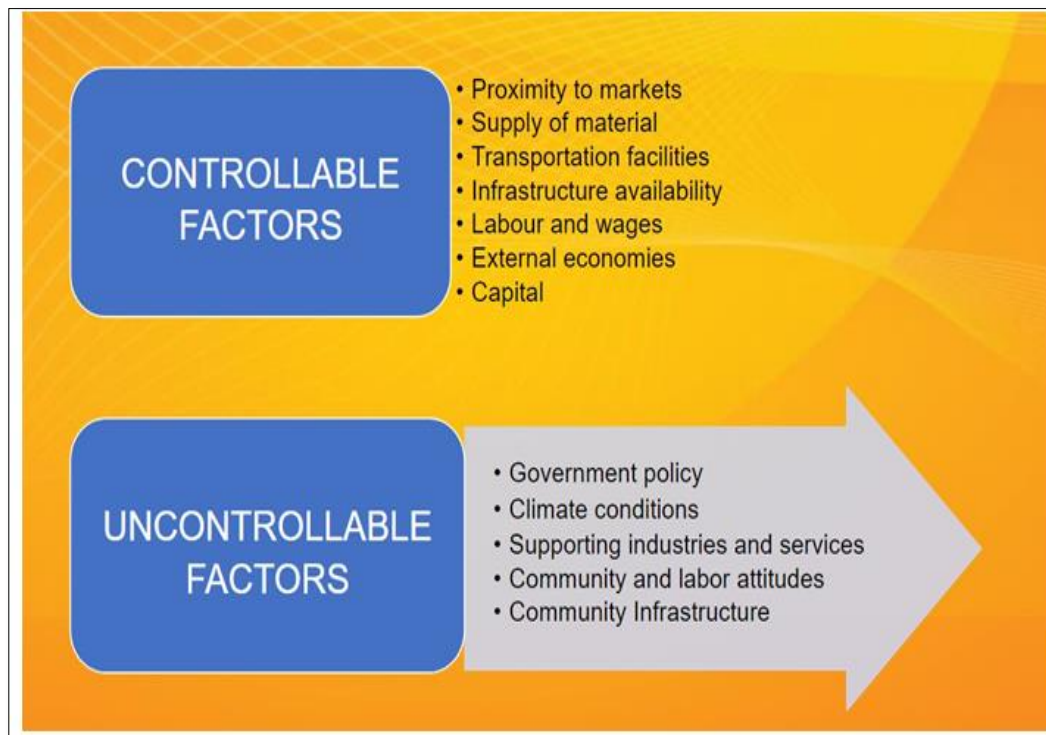 CONTROLLABLE
FACTORS
• Proximity to markets
• Supply of material
• Transportation facilities
• Infrastructure availability
• Labour and wages
• External economies
• Capital
UNCONTROLLABLE
FACTORS
• Government policy
• Climate conditions
• Supporting industries and services
• Community and labor attitudes
• Community Infrastructure